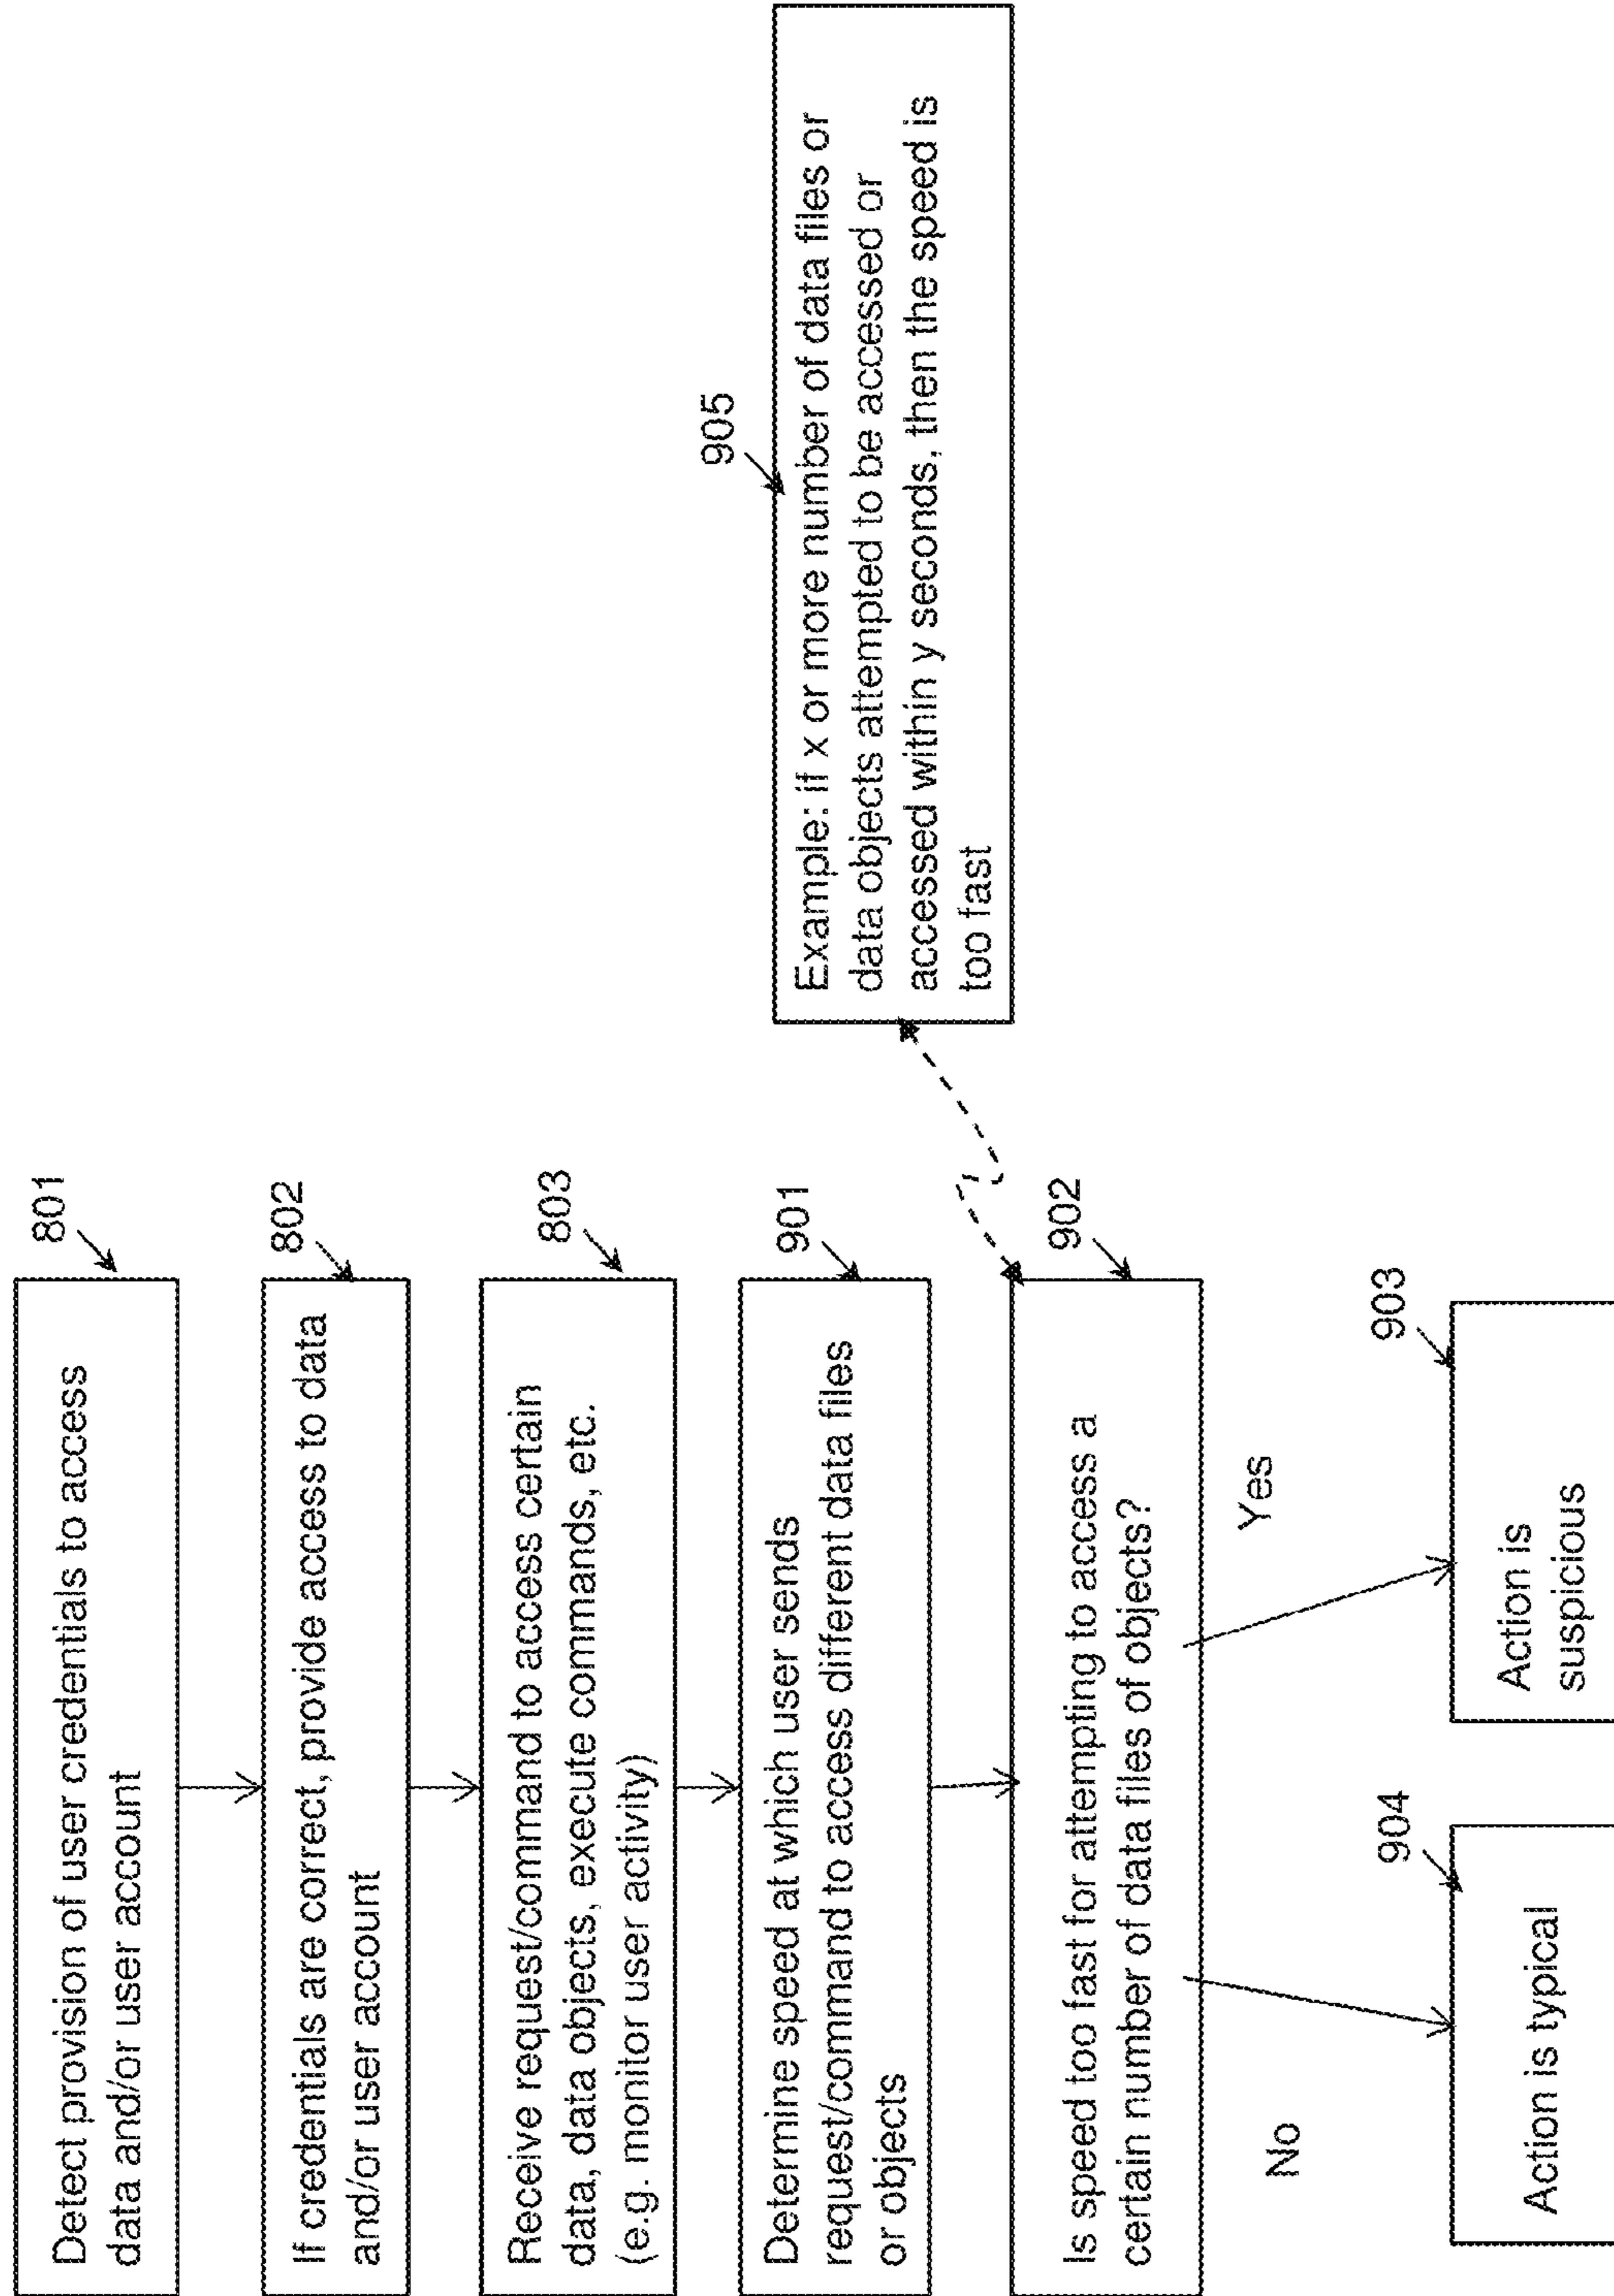 Detect provision of user credentials to access
data and/or user account
801
If credentials are correct, provide access to data
and/or user account
802
Receive request/command to access certain
data, data objects, execute commands, etc.
(e.g. monitor user activity)
803
Determine speed at which user sends
request/command to access different data files
or objects
901
Is speed too fast for attempting to access a
certain number of data files of objects?
902
905
Example: if x or more number of data files or
data objects attempted to be accessed or
accessed within y seconds, then the speed is
too fast
No
Yes
904
Action is typical
903
Action is
suspicious